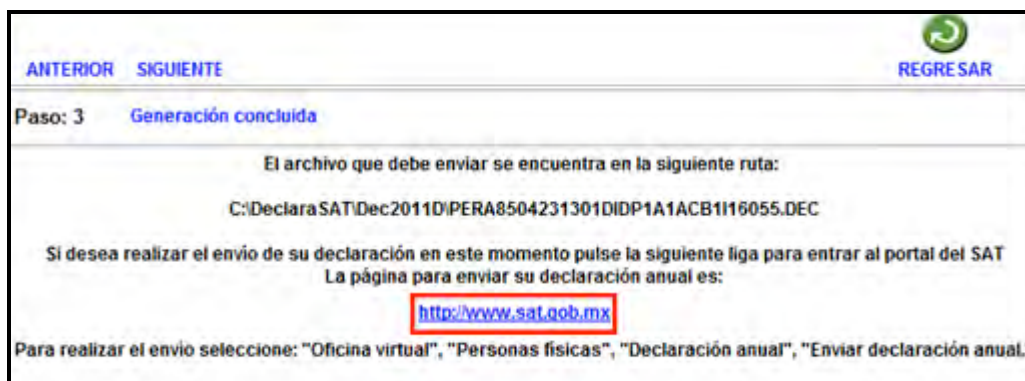 ANTERIOR SIGUIENTE REGRESAR
Paso: 3 Generación concluida
El archivo que debe enviar se encuentra en la siguiente ruta:
C:\DeclaraSAT\Dec2011D\PERA8504231301DIDP1A1ACB1I16055.DEC
Si desea realizar el envío de su declaración en este momento pulse la siguiente liga para entrar al portal del SAT
La página para enviar su declaración anual es:
http://www.sat.gob.mx
Para realizar el envio seleccione: "Oficina virtual", "Personas físicas", "Declaración anual", "Enviar declaración anual.